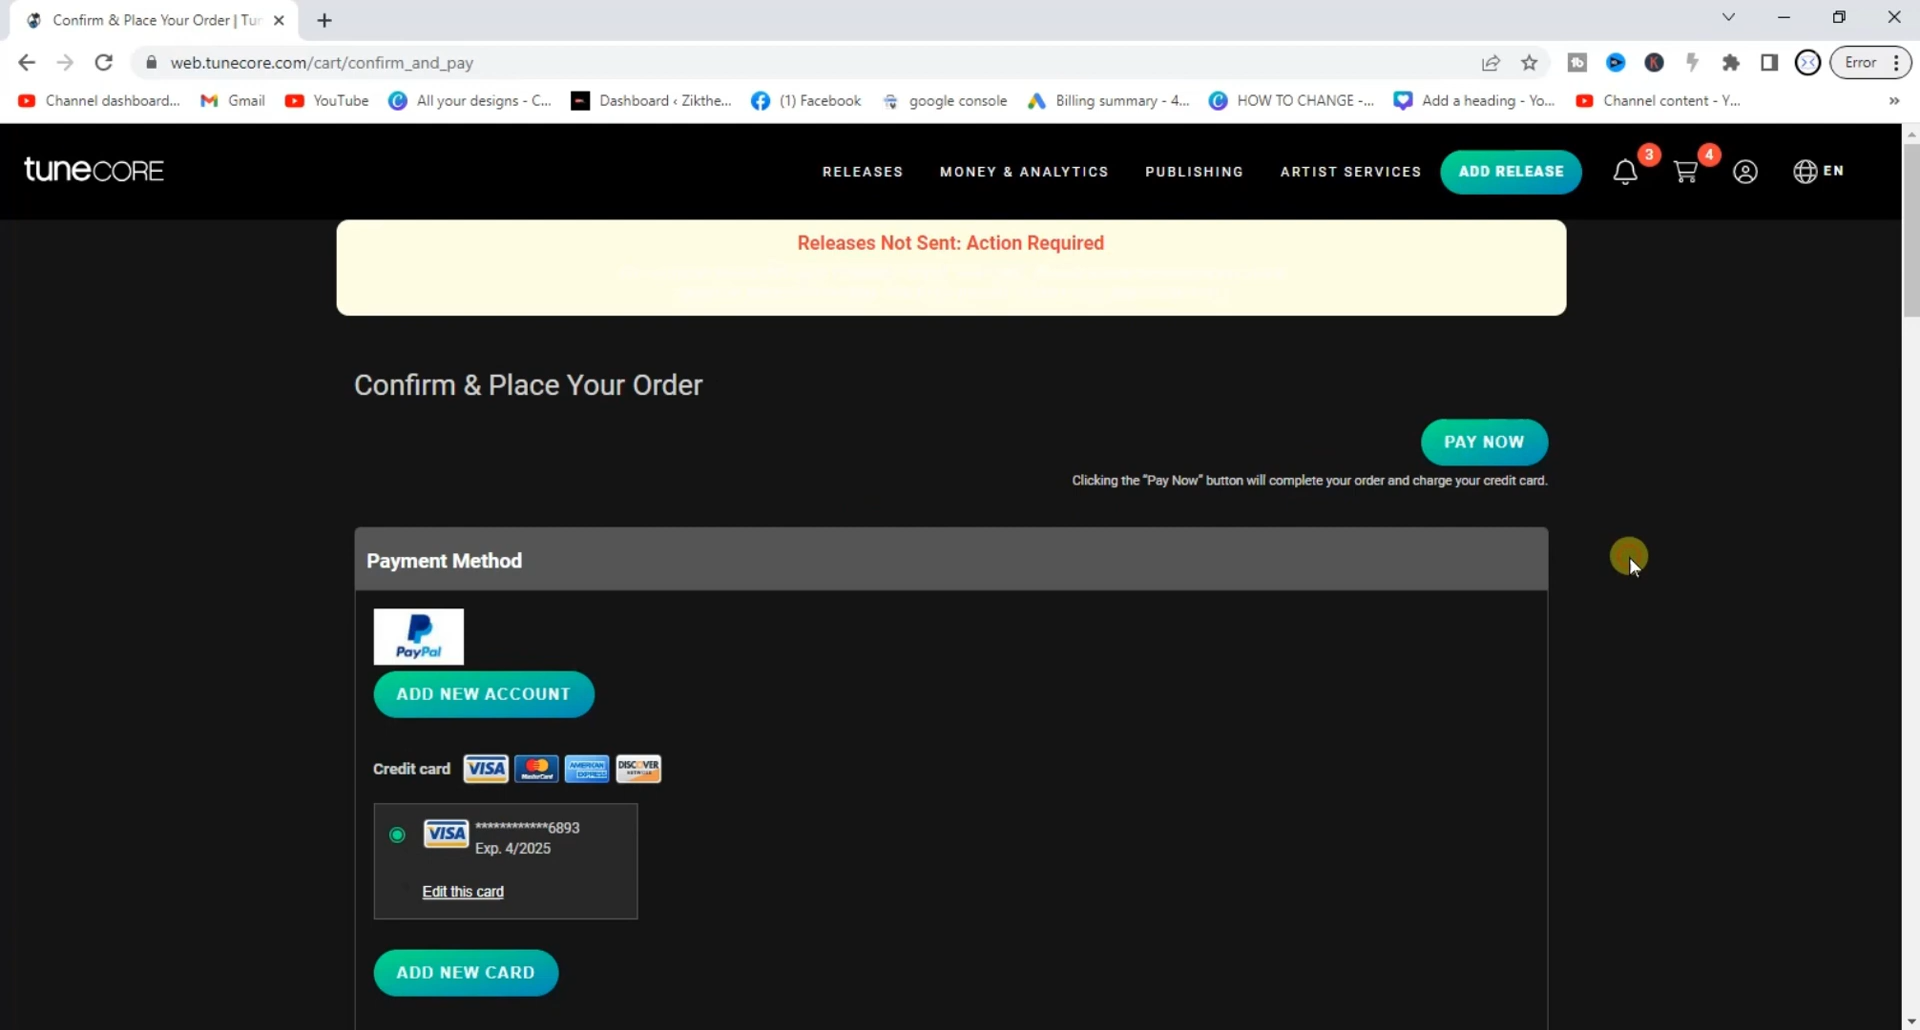 Confirm & Place Your Order | Tu
web.tunecore.com/cart/confirm_and_pay
Error
Channel dashboard...
Gmail
YouTube
All your designs - C...
Dashboard ‹ Zikthe...
(1) Facebook
google console
Billing summary - 4...
HOW TO CHANGE -...
Add a heading - Yo...
Channel content - Y...
»
tuneCORE
RELEASES
MONEY & ANALYTICS
PUBLISHING
ARTIST SERVICES
ADD RELEASE
3
4
EN
Releases Not Sent: Action Required
Confirm & Place Your Order
PAY NOW
Clicking the "Pay Now" button will complete your order and charge your credit card.
Payment Method
PayPal
ADD NEW ACCOUNT
Credit card VISA MasterCard AMERICAN EXPRESS DISCOVER NETWORK
VISA ************6893
Exp. 4/2025
Edit this card
ADD NEW CARD